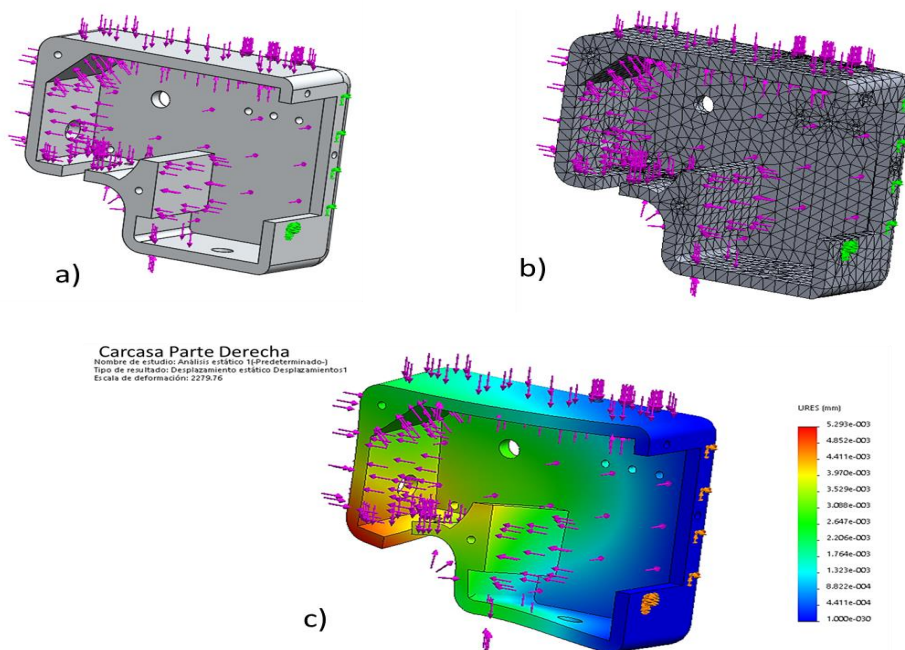 a)
b)
Carcasa Parte Derecha
Nombre de estudio: Análisis estático 1(-Predeterminado-)
Tipo de resultado: Desplazamiento estático Desplazamientos1
Escala de deformación: 2279.76
URES (mm)
5.293e-003
4.852e-003
4.411e-003
3.970e-003
3.529e-003
3.088e-003
2.647e-003
2.206e-003
1.764e-003
1.323e-003
8.822e-004
4.411e-004
1.000e-030
c)